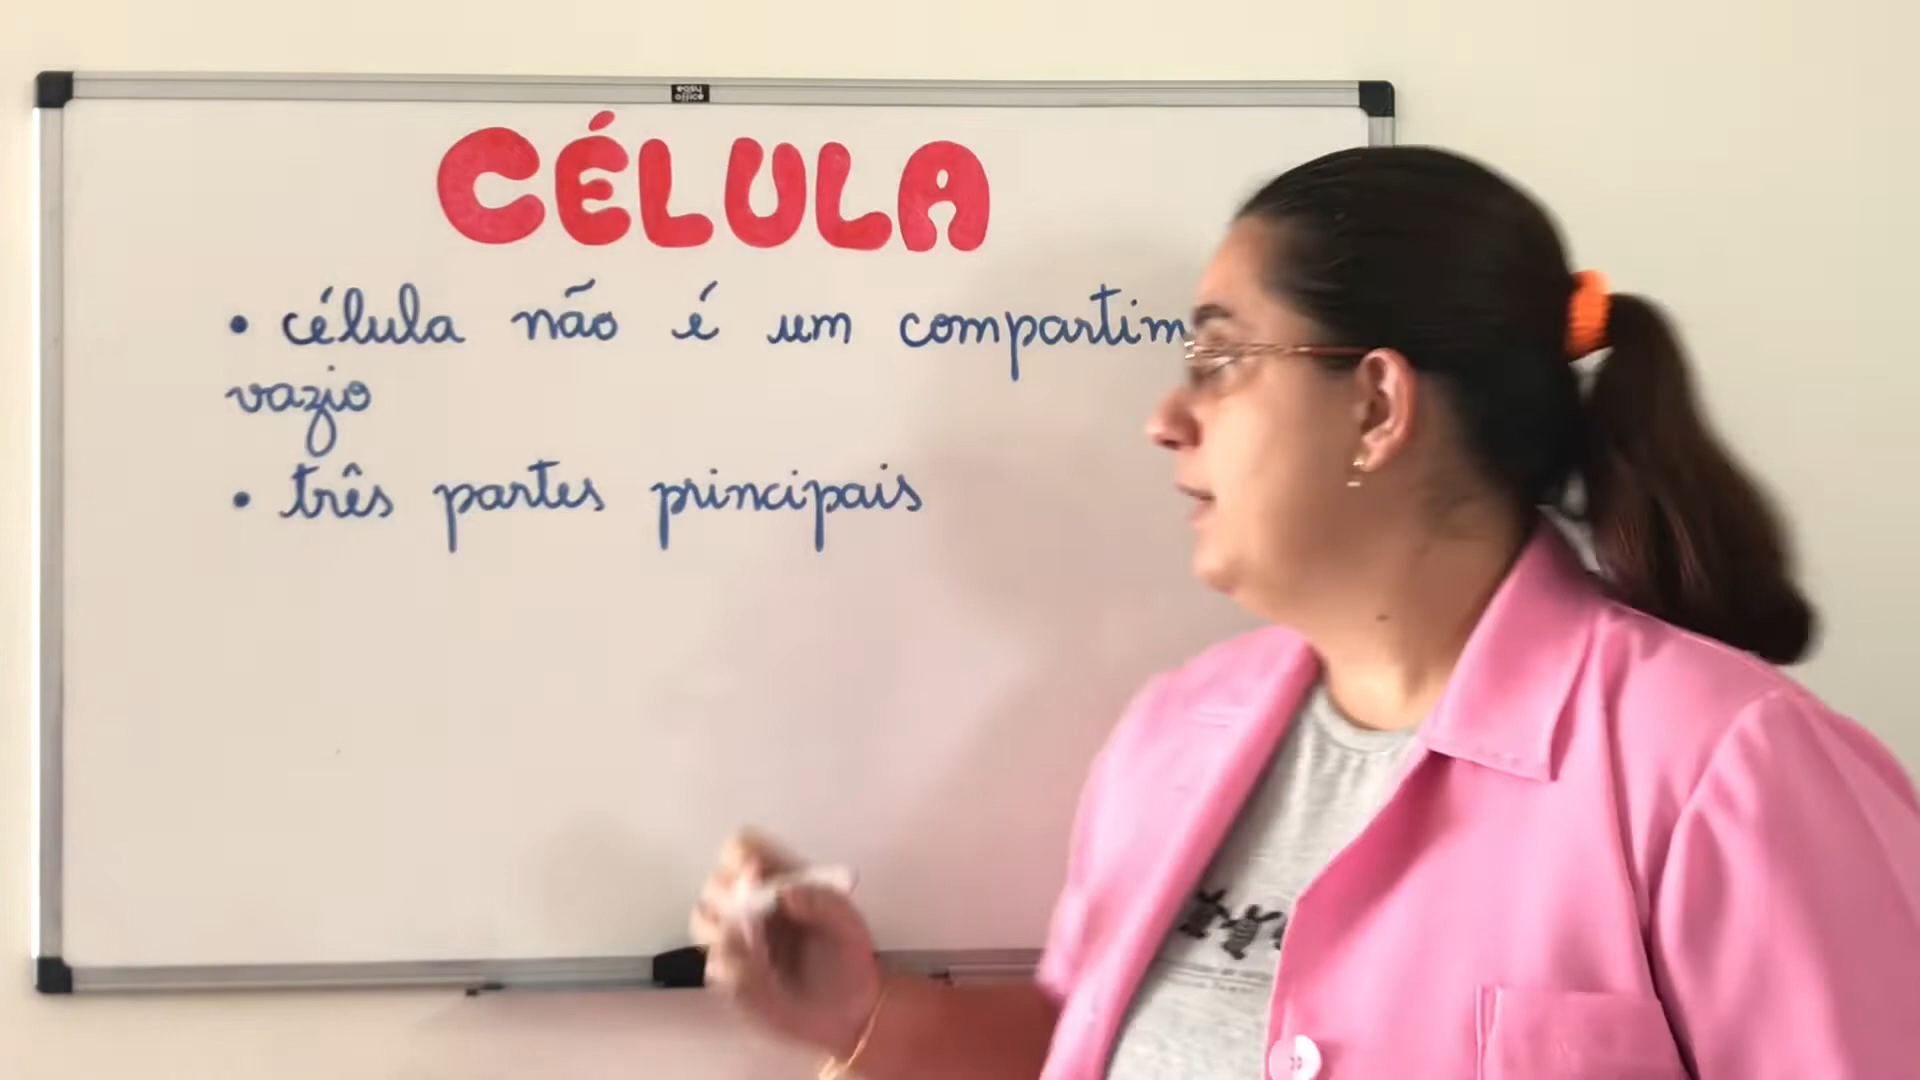 CÉLULA
• célula não é um compartim
vazio
• três partes principais